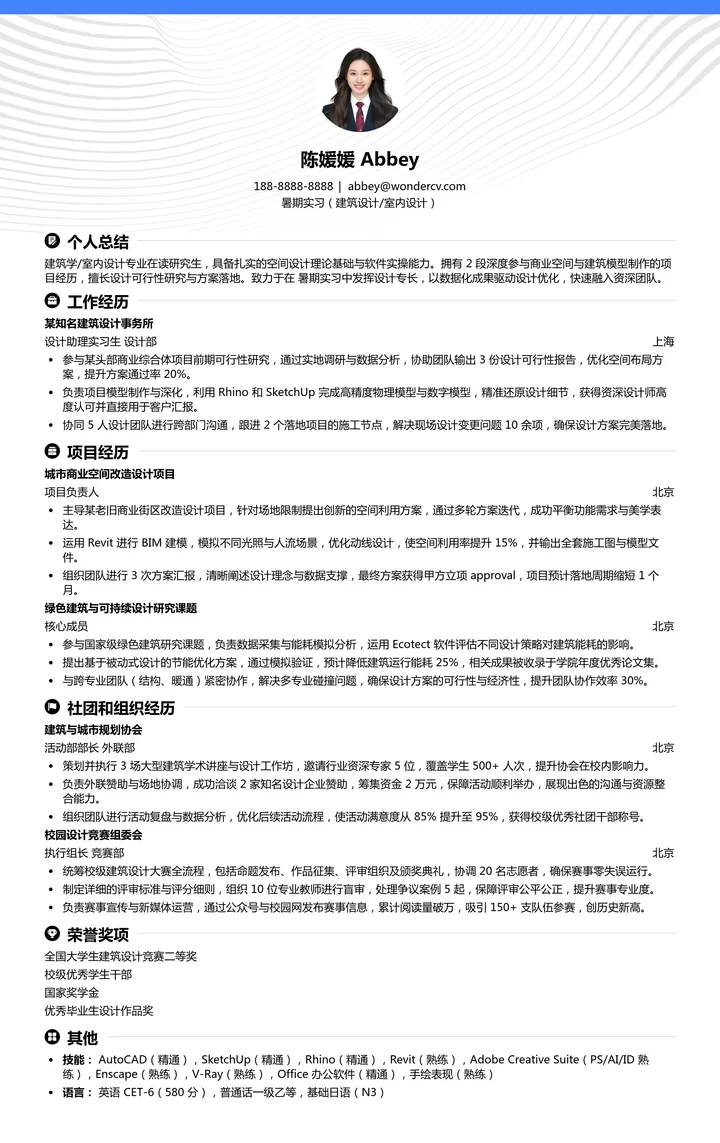 陈媛媛 Abbey
188-8888-8888 | abbey@wondercv.com
暑期实习（建筑设计/室内设计）
个人总结
建筑学/室内设计专业在读研究生，具备扎实的空间设计理论基础与软件实操能力。拥有 2 段深度参与商业空间与建筑模型制作的项
目经历，擅长设计可行性研究与方案落地。致力于在 暑期实习中发挥设计专长，以数据化成果驱动设计优化，快速融入资深团队。
工作经历
某知名建筑设计事务所
设计助理实习生 设计部 上海
• 参与某头部商业综合体项目前期可行性研究，通过实地调研与数据分析，协助团队输出 3 份设计可行性报告，优化空间布局方
案，提升方案通过率 20%。
• 负责项目模型制作与深化，利用 Rhino 和 SketchUp 完成高精度物理模型与数字模型，精准还原设计细节，获得资深设计师高
度认可并直接用于客户汇报。
• 协同 5 人设计团队进行跨部门沟通，跟进 2 个落地项目的施工节点，解决现场设计变更问题 10 余项，确保设计方案完美落地。
项目经历
城市商业空间改造设计项目
项目负责人 北京
• 主导某老旧商业街区改造设计项目，针对场地限制提出创新的空间利用方案，通过多轮方案迭代，成功平衡功能需求与美学表
达。
• 运用 Revit 进行 BIM 建模，模拟不同光照与人流场景，优化动线设计，使空间利用率提升 15%，并输出全套施工图与模型文
件。
• 组织团队进行 3 次方案汇报，清晰阐述设计理念与数据支撑，最终方案获得甲方立项 approval，项目预计落地周期缩短 1 个
月。
绿色建筑与可持续设计研究课题
核心成员 北京
• 参与国家级绿色建筑研究课题，负责数据采集与能耗模拟分析，运用 Ecotect 软件评估不同设计策略对建筑能耗的影响。
• 提出基于被动式设计的节能优化方案，通过模拟验证，预计降低建筑运行能耗 25%，相关成果被收录于学院年度优秀论文集。
• 与跨专业团队（结构、暖通）紧密协作，解决多专业碰撞问题，确保设计方案的可行性与经济性，提升团队协作效率 30%。
社团和组织经历
建筑与城市规划协会
活动部部长 外联部 北京
• 策划并执行 3 场大型建筑学术讲座与设计工作坊，邀请行业资深专家 5 位，覆盖学生 500+ 人次，提升协会在校内影响力。
• 负责外联赞助与场地协调，成功洽谈 2 家知名设计企业赞助，筹集资金 2 万元，保障活动顺利举办，展现出色的沟通与资源整
合能力。
• 组织团队进行活动复盘与数据分析，优化后续活动流程，使活动满意度从 85% 提升至 95%，获得校级优秀社团干部称号。
校园设计竞赛组委会
执行组长 竞赛部 北京
• 统筹校级建筑设计大赛全流程，包括命题发布、作品征集、评审组织及颁奖典礼，协调 20 名志愿者，确保赛事零失误运行。
• 制定详细的评审标准与评分细则，组织 10 位专业教师进行盲审，处理争议案例 5 起，保障评审公平公正，提升赛事专业度。
• 负责赛事宣传与新媒体运营，通过公众号与校园网发布赛事信息，累计阅读量破万，吸引 150+ 支队伍参赛，创历史新高。
荣誉奖项
全国大学生建筑设计竞赛二等奖
校级优秀学生干部
国家奖学金
优秀毕业生设计作品奖
其他
• 技能： AutoCAD（精通），SketchUp（精通），Rhino（精通），Revit（熟练），Adobe Creative Suite（PS/AI/ID 熟
练），Enscape（熟练），V-Ray（熟练），Office 办公软件（精通），手绘表现（熟练）
• 语言： 英语 CET-6（580 分），普通话一级乙等，基础日语（N3）